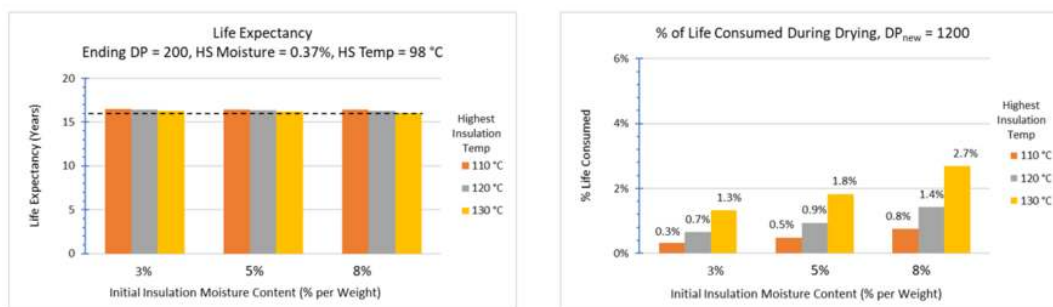 Life Expectancy
Ending DP = 200, HS Moisture = 0.37%, HS Temp = 98 °C
Life Expectancy (Years)
20
15
10
5
0
3%
5%
8%
Initial Insulation Moisture Content (% per Weight)
Highest
Insulation
Temp
110 °C
120 °C
130 °C
% of Life Consumed During Drying, DPnew = 1200
% Life Consumed
6%
4%
2%
0%
0.3%
0.7%
1.3%
0.5%
0.9%
1.8%
0.8%
1.4%
2.7%
3%
5%
8%
Initial Insulation Moisture Content (% per Weight)
Highest
Insulation
Temp
110 °C
120 °C
130 °C